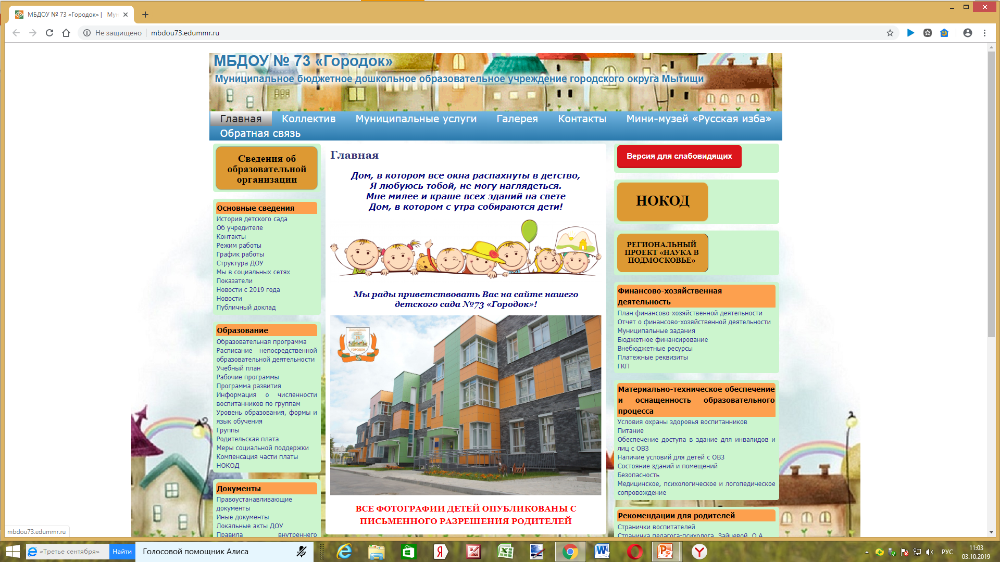 МБДОУ № 73 «Городок» | Мун
Не защищено | mbdou73.edummr.ru
МБДОУ № 73 «Городок»
Муниципальное бюджетное дошкольное образовательное учреждение городского округа Мытищи
Главная Коллектив Муниципальные услуги Галерея Контакты Мини-музей «Русская изба»
Обратная связь
Сведения об
образовательной
организации
Основные сведения
История детского сада
Об учредителе
Контакты
Режим работы
График работы
Структура ДОУ
Мы в социальных сетях
Показатели
Новости с 2019 года
Новости
Публичный доклад
Образование
Образовательная программа
Расписание непосредственной
образовательной деятельности
Учебный план
Рабочие программы
Программа развития
Информация о численности
воспитанников по группам
Уровень образования, формы и
язык обучения
Группы
Родительская плата
Меры социальной поддержки
Компенсация части платы
НОКОД
Документы
Правоустанавливающие
документы
Иные документы
Локальные акты ДОУ
Правила внутреннего
Главная
Дом, в котором все окна распахнуты в детство,
Я любуюсь тобой, не могу наглядеться.
Мне милее и краше всех зданий на свете
Дом, в котором с утра собираются дети!
Мы рады приветствовать Вас на сайте нашего
детского сада №73 «Городок»!
73
ГОРОДОК
ВСЕ ФОТОГРАФИИ ДЕТЕЙ ОПУБЛИКОВАНЫ С
ПИСЬМЕННОГО РАЗРЕШЕНИЯ РОДИТЕЛЕЙ
Версия для слабовидящих
НОКОД
РЕГИОНАЛЬНЫЙ
ПРОЕКТ «НАУКА В
ПОДМОСКОВЬЕ»
Финансово-хозяйственная
деятельность
План финансово-хозяйственной деятельности
Отчет о финансово-хозяйственной деятельности
Муниципальные задания
Бюджетное финансирование
Внебюджетные ресурсы
Платежные реквизиты
ГКП
Материально-техническое обеспечение
и оснащенность образовательного
процесса
Условия охраны здоровья воспитанников
Питание
Обеспечение доступа в здание для инвалидов и
лиц с ОВЗ
Наличие условий для детей с ОВЗ
Состояние зданий и помещений
Безопасность
Медицинское, психологическое и логопедическое
сопровождение
Рекомендации для родителей
Странички воспитателей
Страничка педагога-психолога Зайцевой О.А.
mbdou73.edummr.ru
«Третье сентября» Найти Голосовой помощник Алиса РУС 11:03
03.10.2019